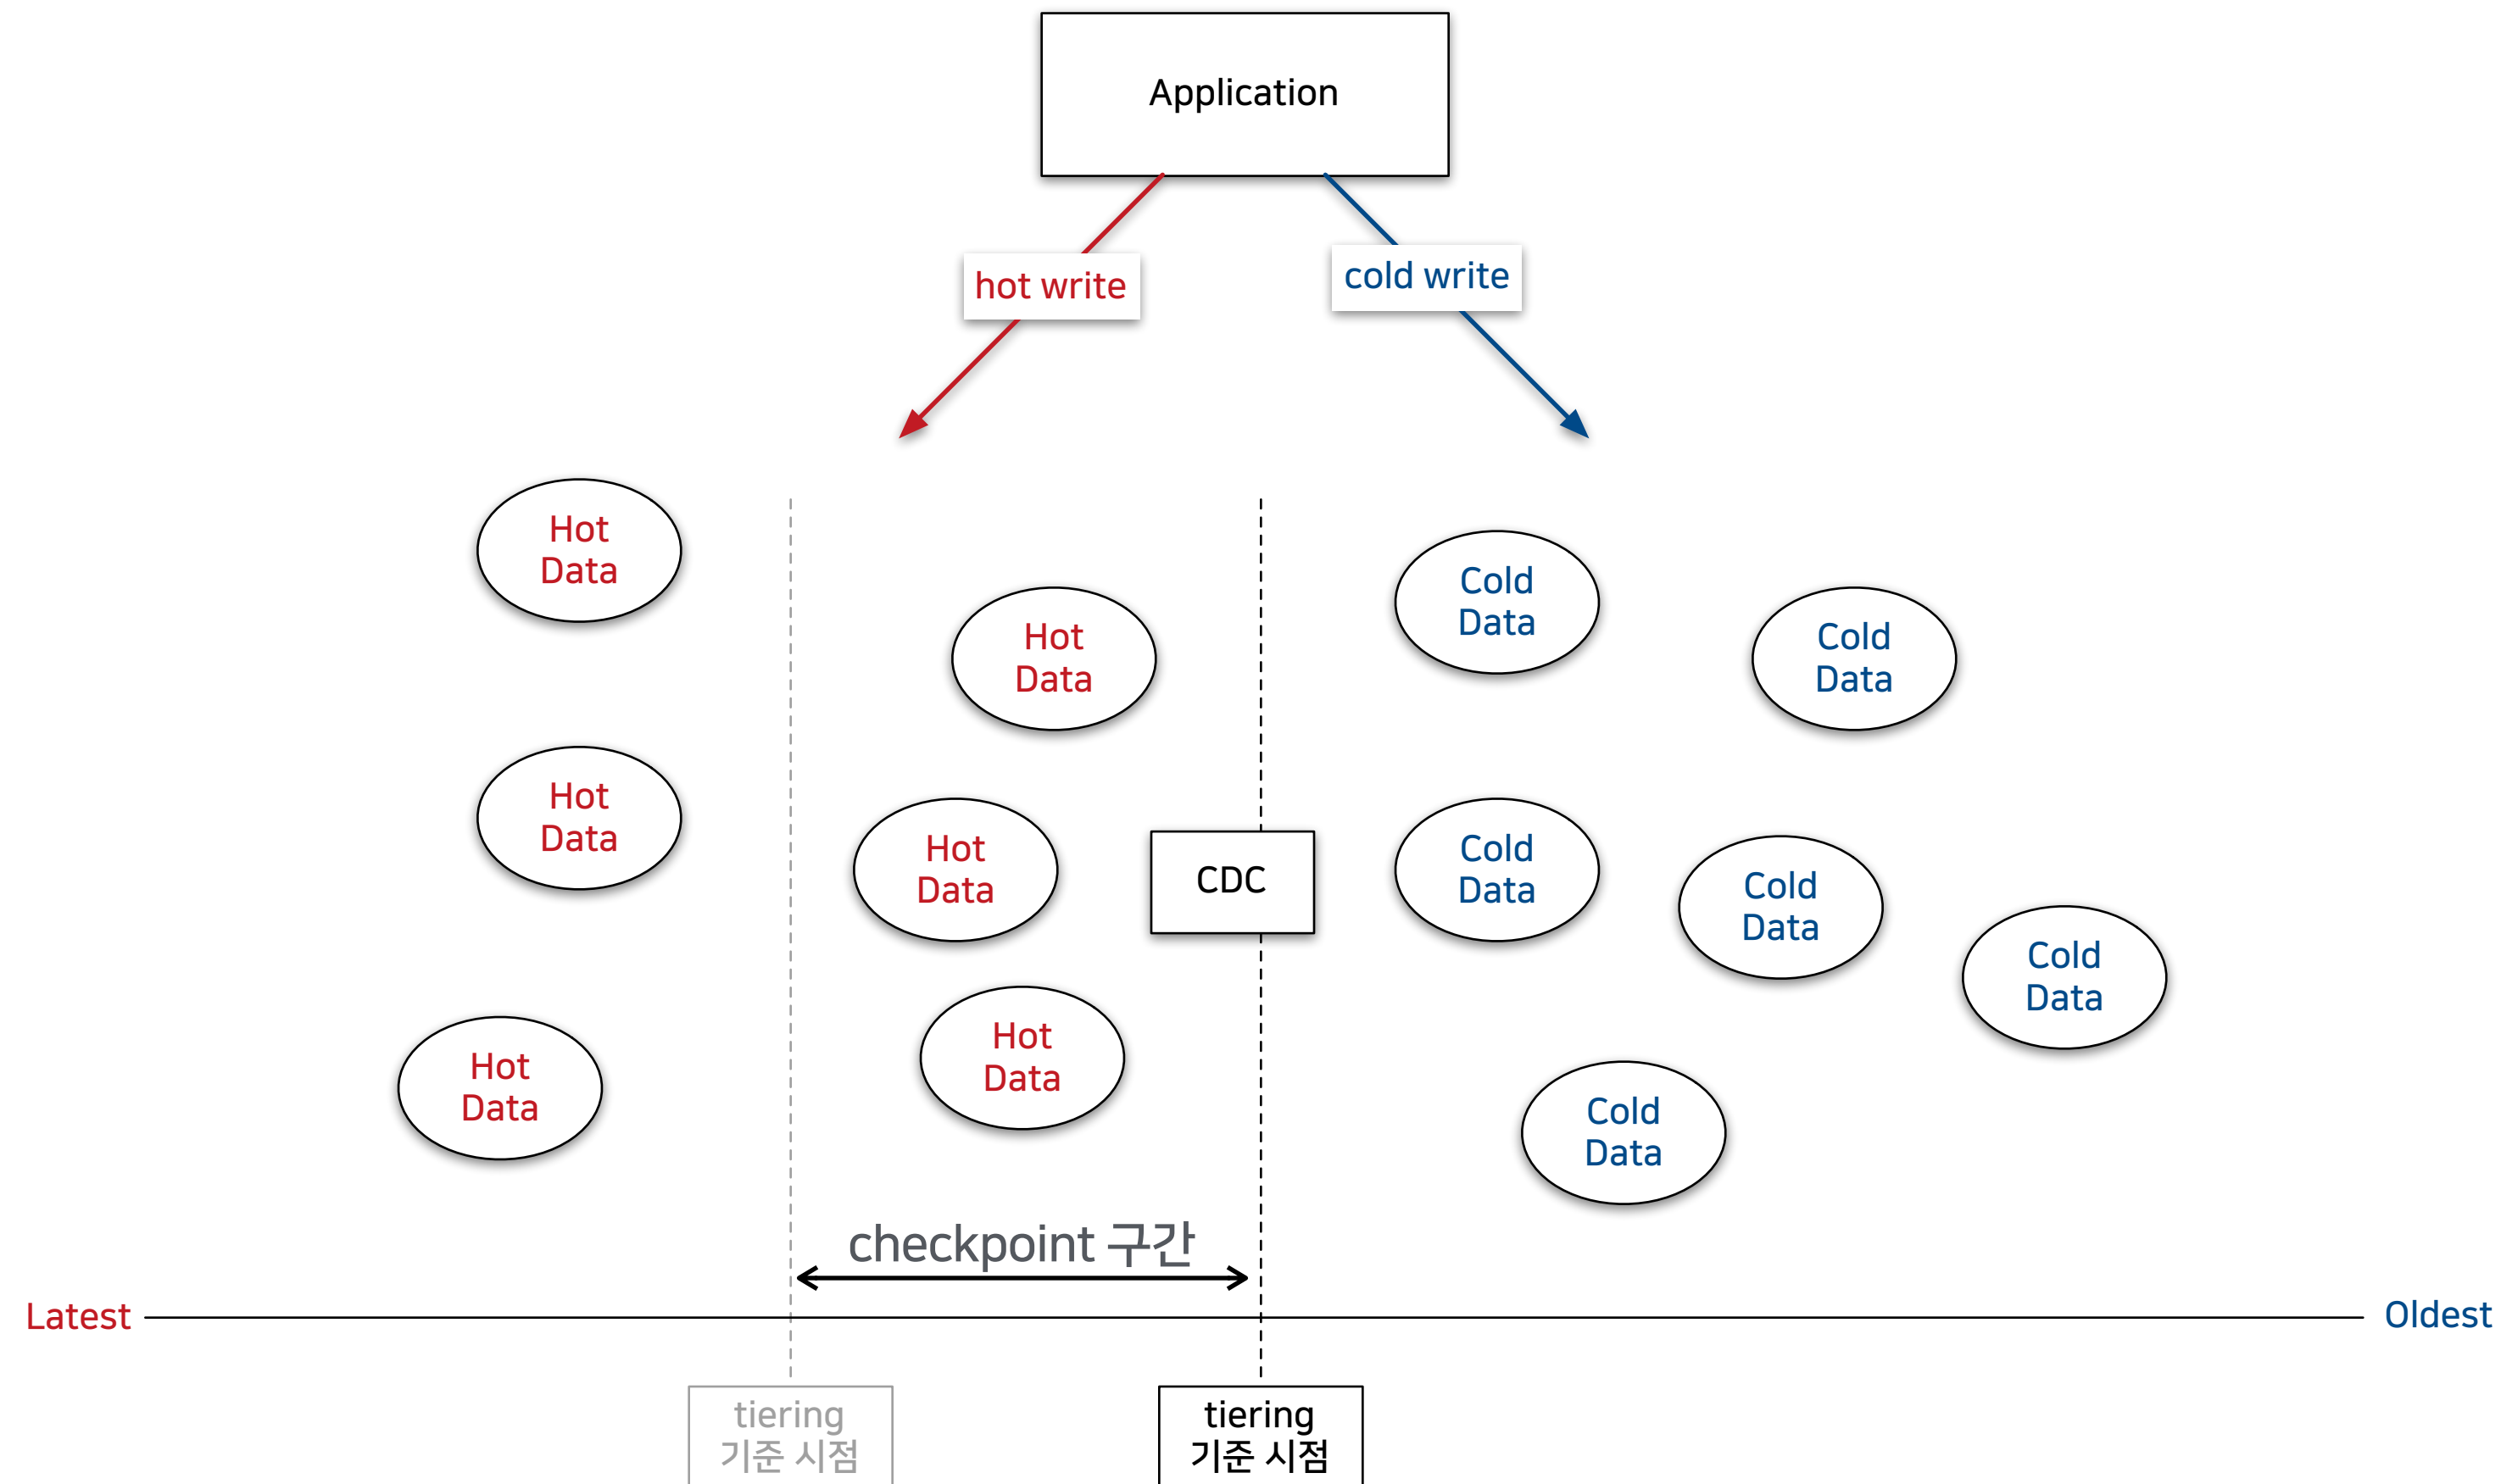 Application
hot write
cold write
Hot
Data
Cold
Data
Hot
Data
Cold
Data
Hot
Data
Hot
Data
Cold
Data
CDC
Cold
Data
Cold
Data
Hot
Data
Hot
Data
Cold
Data
checkpoint 구간
Latest
Oldest
tiering
기준 시점
tiering
기준 시점